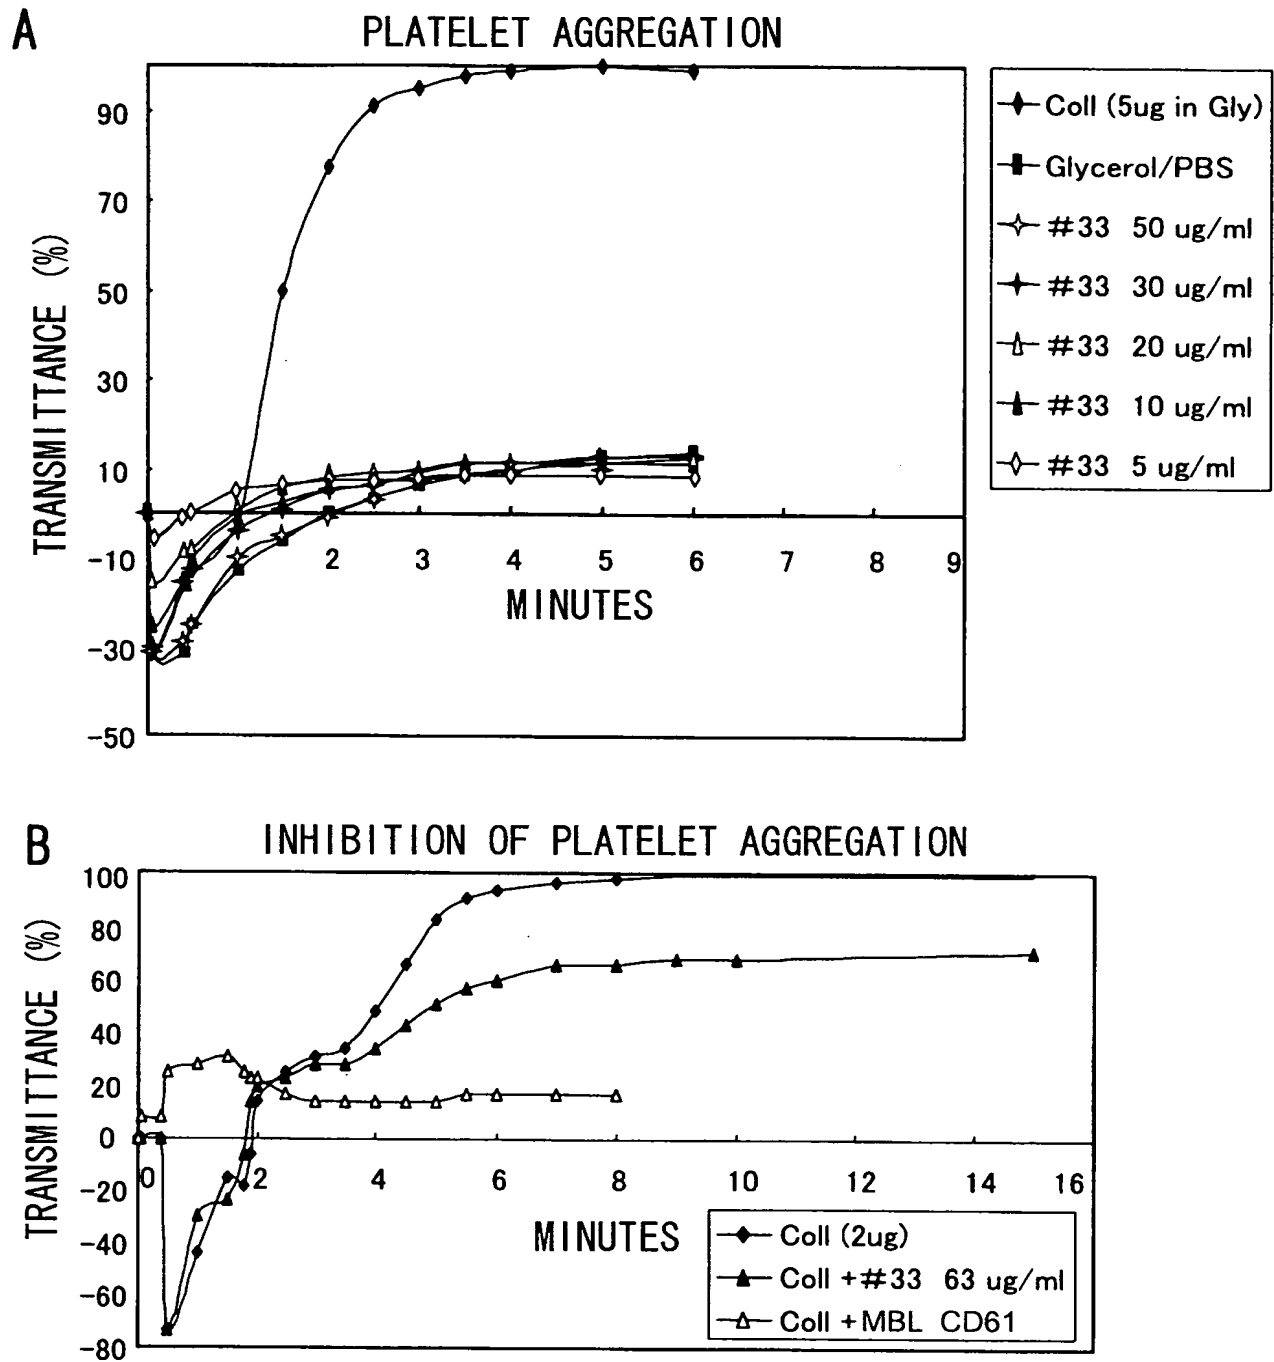 A
PLATELET AGGREGATION
TRANSMITTANCE (%)
90
70
50
30
10
-10
-30
-50
2 3 4 5 6 7 8 9
MINUTES
Coll (5ug in Gly)
Glycerol/PBS
#33 50 ug/ml
#33 30 ug/ml
#33 20 ug/ml
#33 10 ug/ml
#33 5 ug/ml
B
INHIBITION OF PLATELET AGGREGATION
TRANSMITTANCE (%)
100
80
60
40
20
0
-20
-40
-60
-80
0 2 4 6 8 10 12 14 16
MINUTES
Coll (2ug)
Coll +#33 63 ug/ml
Coll +MBL CD61